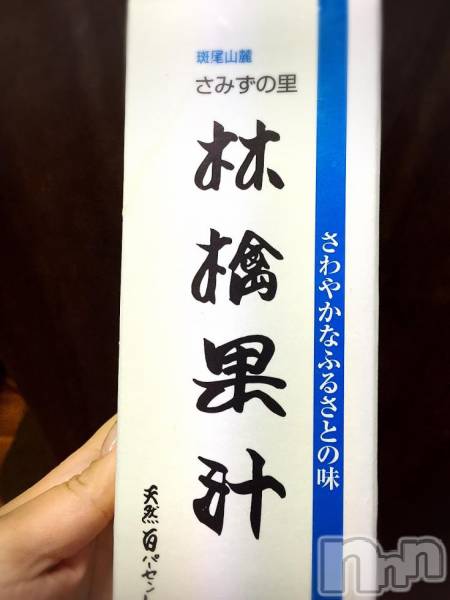 斑尾山麓
さみずの里
林檎果汁
さわやかなふるさとの味
天然百パーセント
nnn